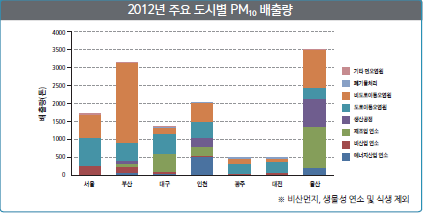 2012년 주요 도시별 PM10 배출량
배출량(톤)
4000
3500
3000
2500
2000
1500
1000
500
0
서울
부산
대구
인천
광주
대전
울산
기타 면오염원
폐기물처리
비도로이동오염원
도로이동오염원
생산공정
제조업 연소
비산업 연소
에너지산업 연소
※ 비산먼지, 생물성 연소 및 식생 제외